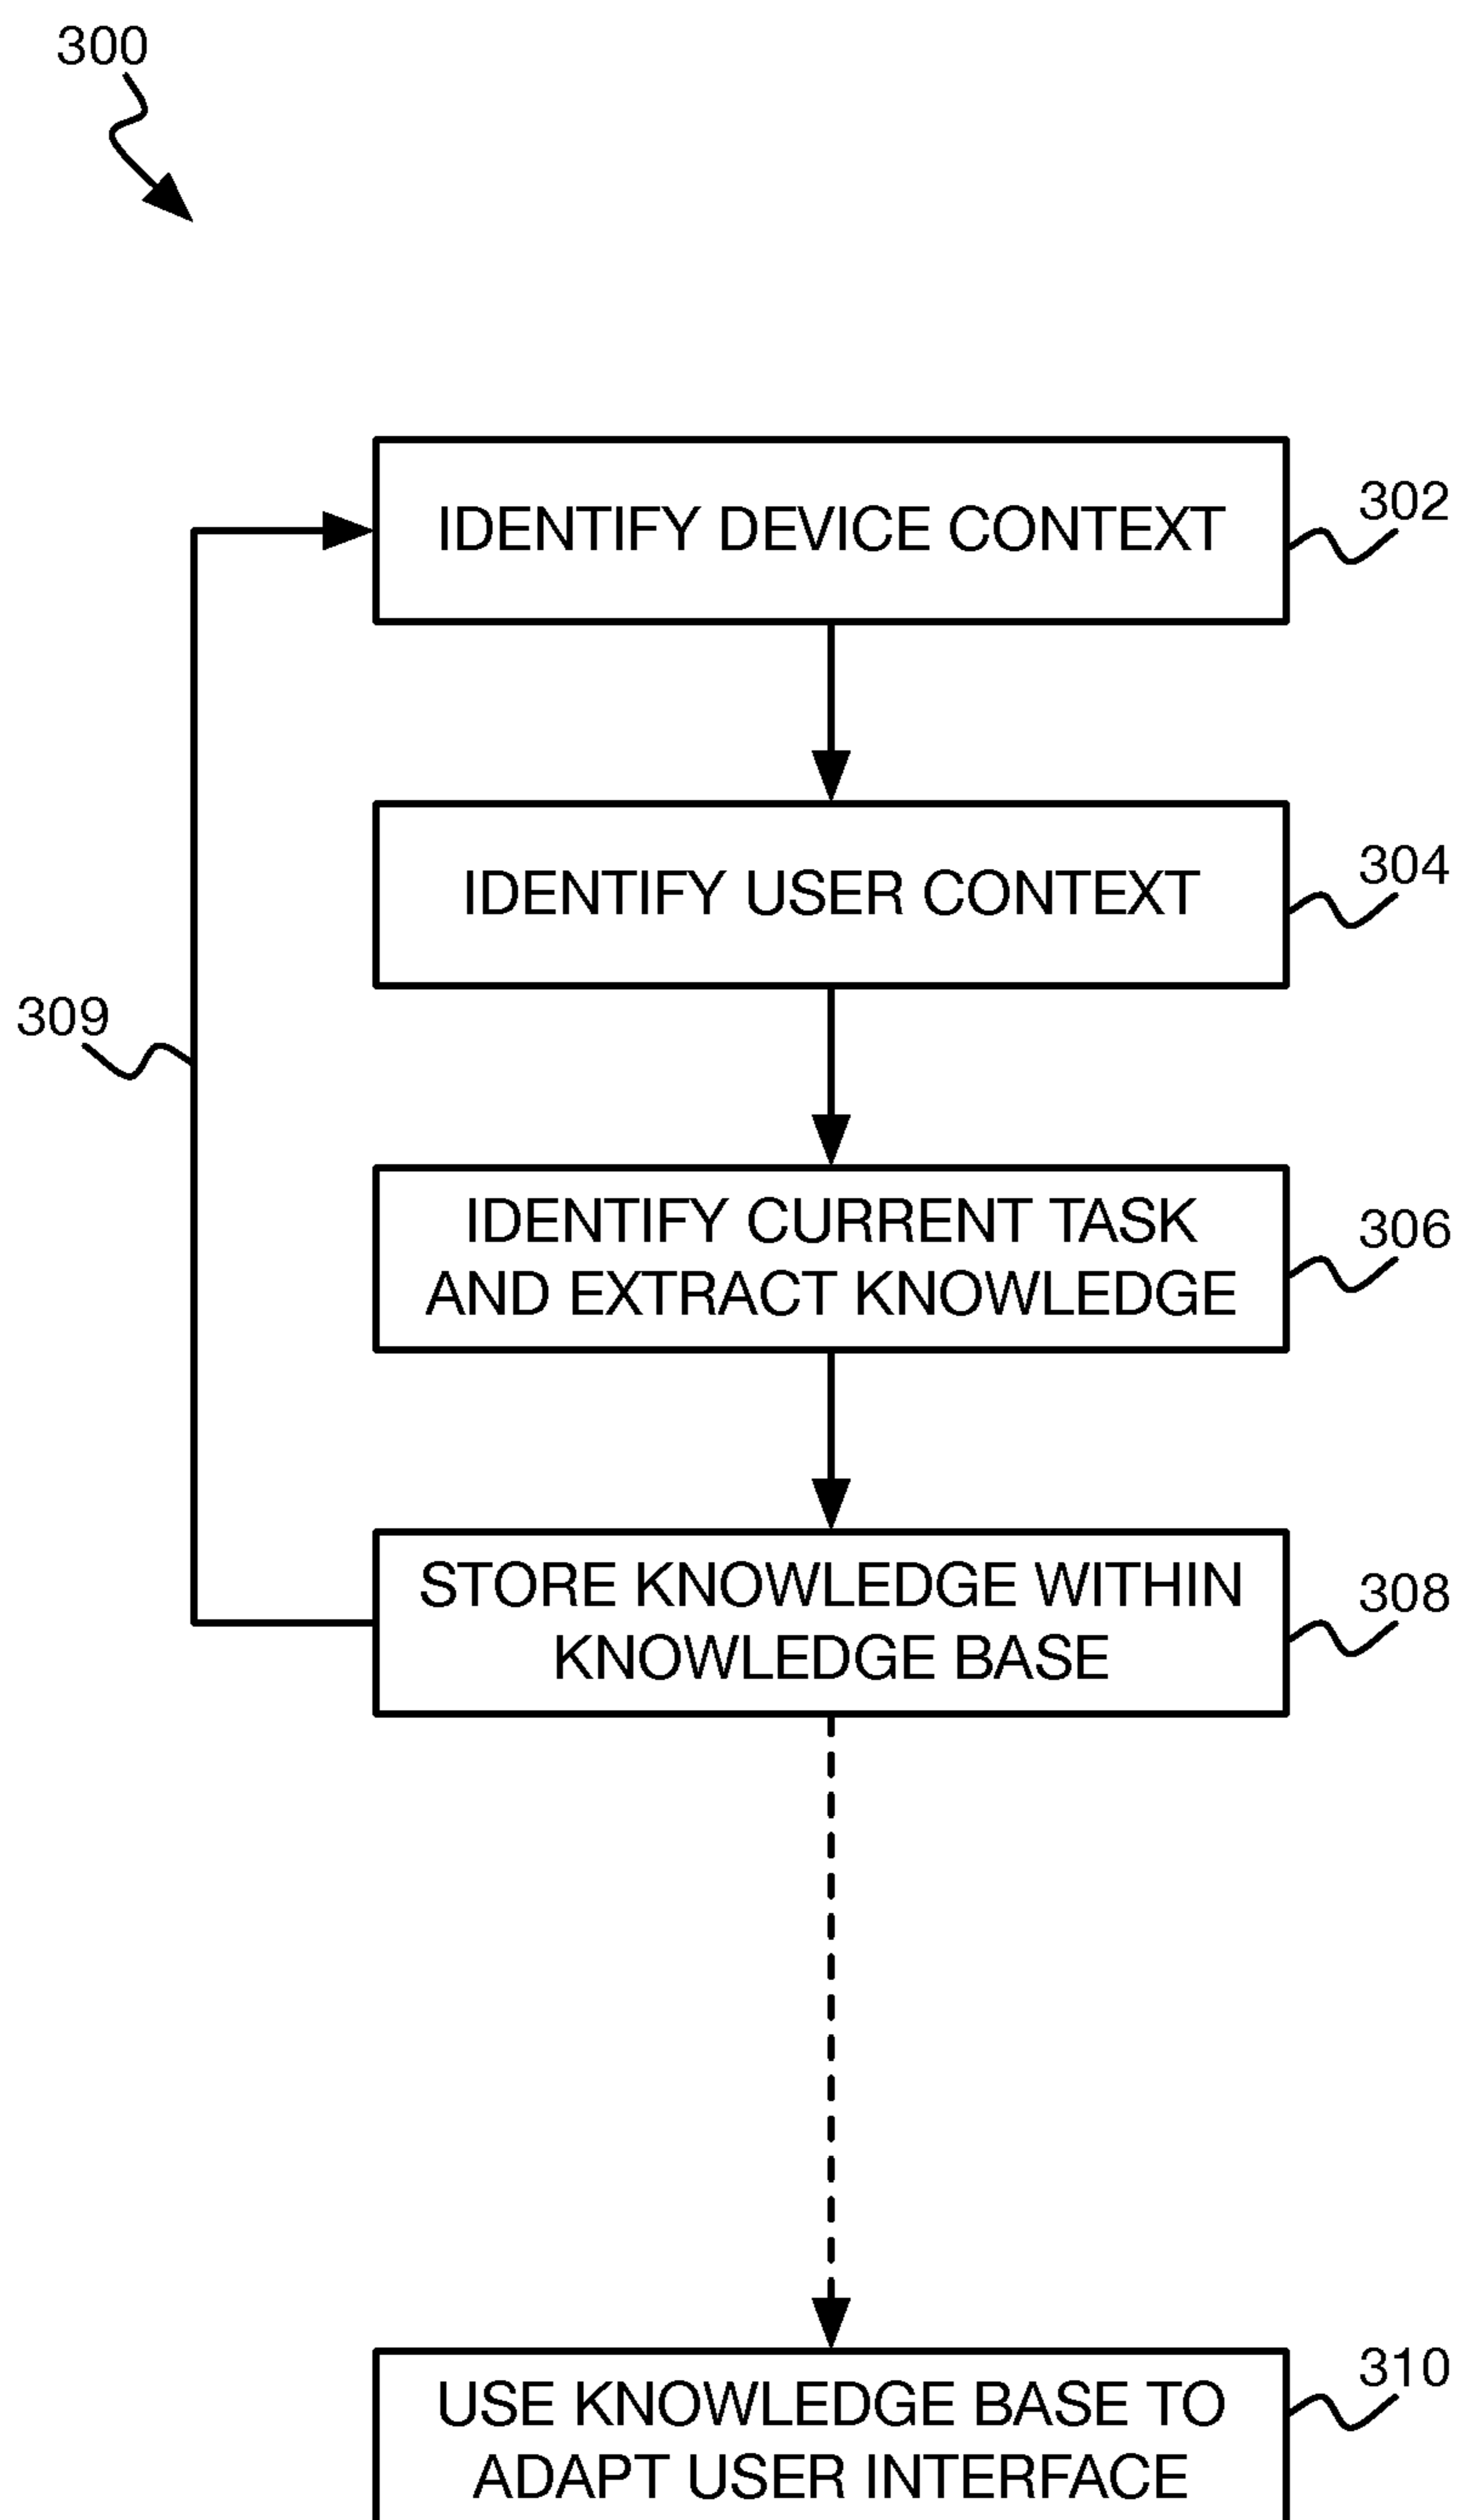 300
IDENTIFY DEVICE CONTEXT
302
IDENTIFY USER CONTEXT
304
309
IDENTIFY CURRENT TASK
AND EXTRACT KNOWLEDGE
306
STORE KNOWLEDGE WITHIN
KNOWLEDGE BASE
308
USE KNOWLEDGE BASE TO
ADAPT USER INTERFACE
310